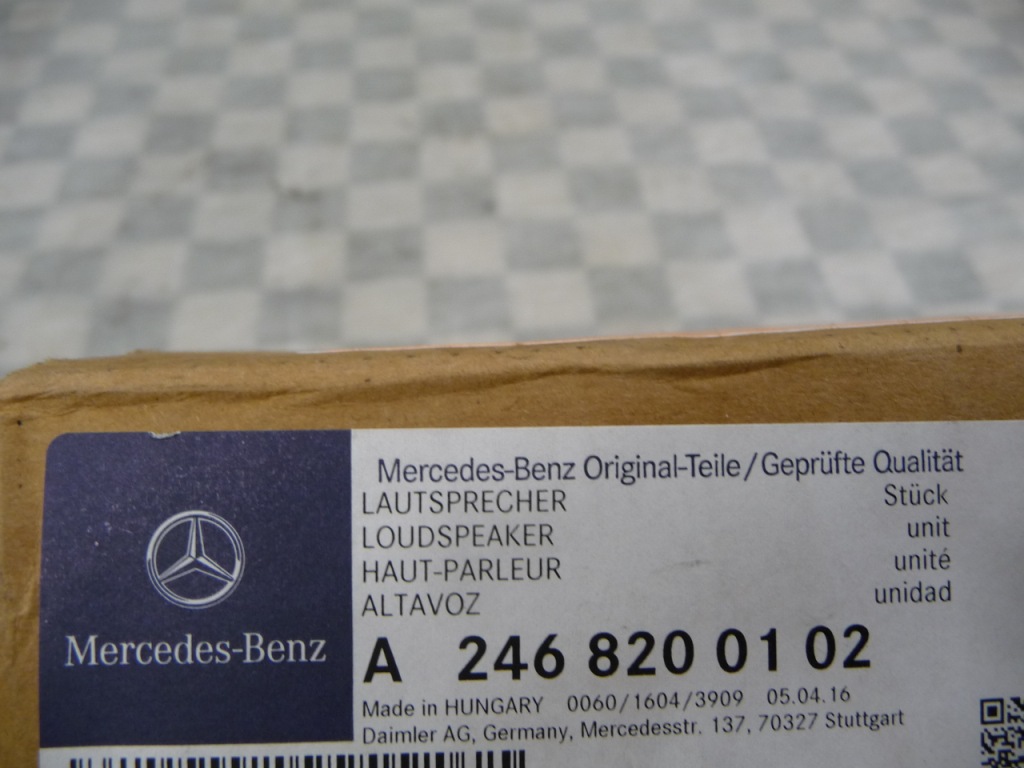 Mercedes-Benz
Mercedes-Benz Original-Teile/Geprüfte Qualität
LAUTSPRECHER Stück
LOUDSPEAKER unit
HAUT-PARLEUR unité
ALTAVOZ unidad
A 246 820 01 02
Made in HUNGARY 0060/1604/3909 05.04.16
Daimler AG, Germany, Mercedesstr. 137, 70327 Stuttgart